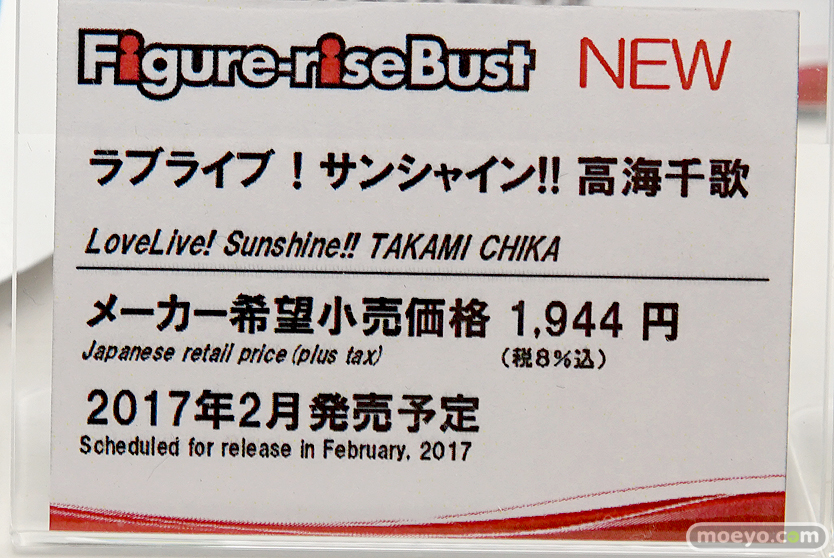 Figure-riseBust NEW
ラブライブ！サンシャイン!! 高海千歌
LoveLive! Sunshine!! TAKAMI CHIKA
メーカー希望小売価格 1,944 円
Japanese retail price (plus tax) （税8%込）
2017年2月発売予定
Scheduled for release in February, 2017
moeyo.com